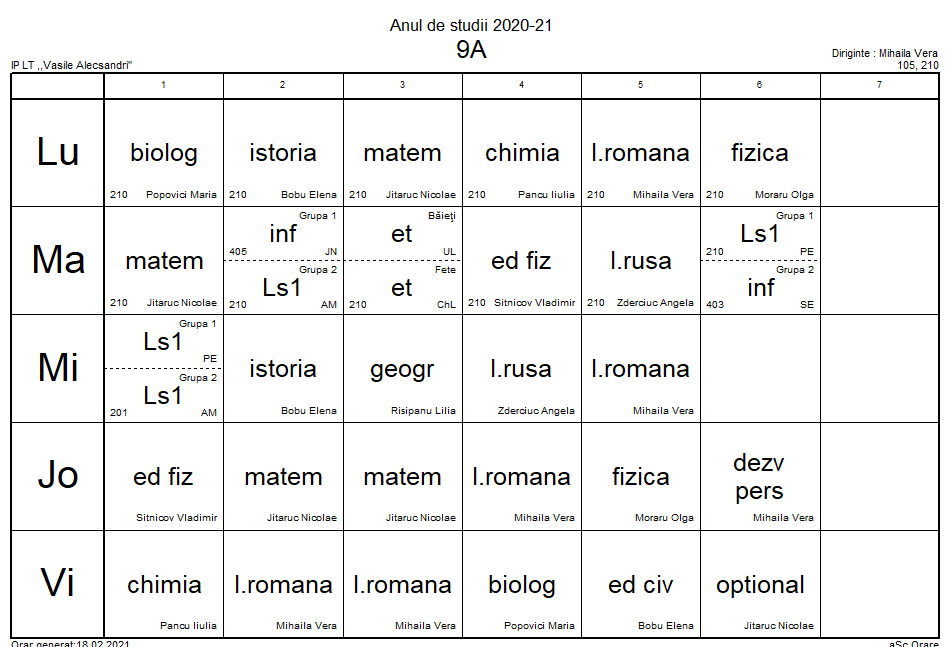 Anul de studii 2020-21
9A
IP LT ,,Vasile Alecsandri"
Diriginte : Mihaila Vera
105, 210
1 2 3 4 5 6 7
Lu
biolog
210 Popovici Maria
istoria
210 Bobu Elena
matem
210 Jitaruc Nicolae
chimia
210 Pancu Iiulia
l.romana
210 Mihaila Vera
fizica
210 Moraru Olga
Ma
matem
210 Jitaruc Nicolae
Grupa 1
inf
405 JN
Grupa 2
Ls1
210 AM
Băieţi
et
UL
Fete
et
210 ChL
ed fiz
210 Sitnicov Vladimir
l.rusa
210 Zderciuc Angela
Grupa 1
Ls1
210 PE
Grupa 2
inf
403 SE
Mi
Grupa 1
Ls1
PE
Grupa 2
Ls1
201 AM
istoria
Bobu Elena
geogr
Risipanu Lilia
l.rusa
Zderciuc Angela
l.romana
Mihaila Vera
Jo
ed fiz
Sitnicov Vladimir
matem
Jitaruc Nicolae
matem
Jitaruc Nicolae
l.romana
Mihaila Vera
fizica
Moraru Olga
dezv
pers
Mihaila Vera
Vi
chimia
Pancu Iiulia
l.romana
Mihaila Vera
l.romana
Mihaila Vera
biolog
Popovici Maria
ed civ
Bobu Elena
optional
Jitaruc Nicolae
Orar generat:18.02.2021
aSc Orare